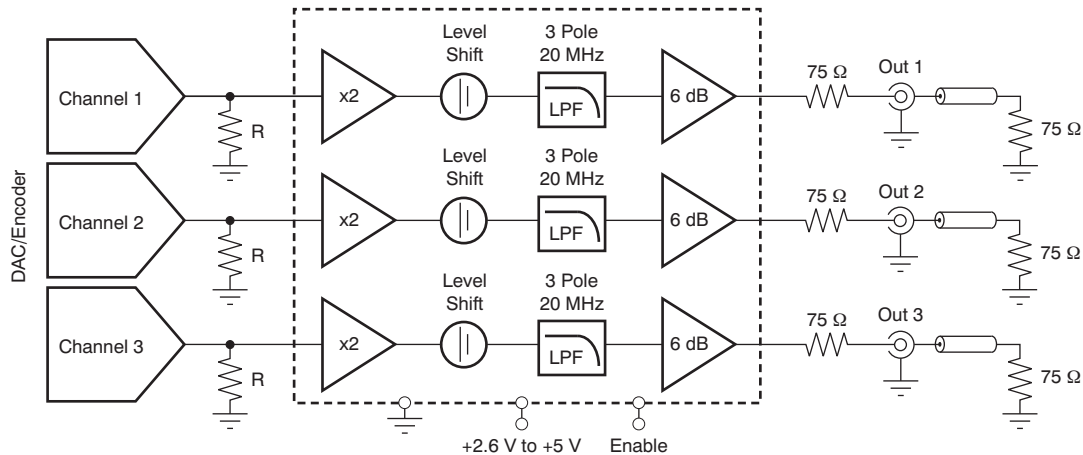 Level
Shift
3 Pole
20 MHz
Channel 1
R
x2
LPF
6 dB
75 Ω
Out 1
75 Ω
Level
Shift
3 Pole
20 MHz
DAC/Encoder
Channel 2
R
x2
LPF
6 dB
75 Ω
Out 2
75 Ω
Level
Shift
3 Pole
20 MHz
Channel 3
R
x2
LPF
6 dB
75 Ω
Out 3
75 Ω
+2.6 V to +5 V
Enable